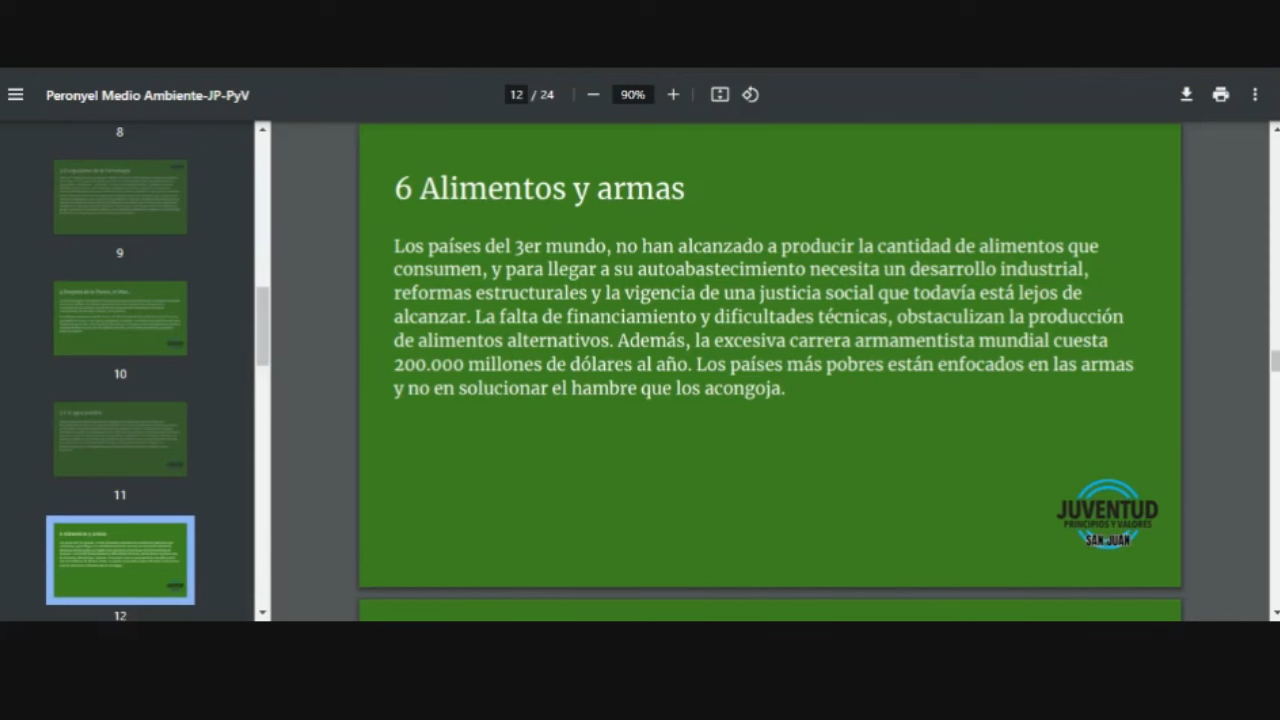 Peronyel Medio Ambiente-JP-PyV
12 / 24
90%
8
9
10
11
6 Alimentos y armas
12
6 Alimentos y armas
Los países del 3er mundo, no han alcanzado a producir la cantidad de alimentos que
consumen, y para llegar a su autoabastecimiento necesita un desarrollo industrial,
reformas estructurales y la vigencia de una justicia social que todavía está lejos de
alcanzar. La falta de financiamiento y dificultades técnicas, obstaculizan la producción
de alimentos alternativos. Además, la excesiva carrera armamentista mundial cuesta
200.000 millones de dólares al año. Los países más pobres están enfocados en las armas
y no en solucionar el hambre que los acongoja.
JUVENTUD
PRINCIPIOS Y VALORES
SAN JUAN